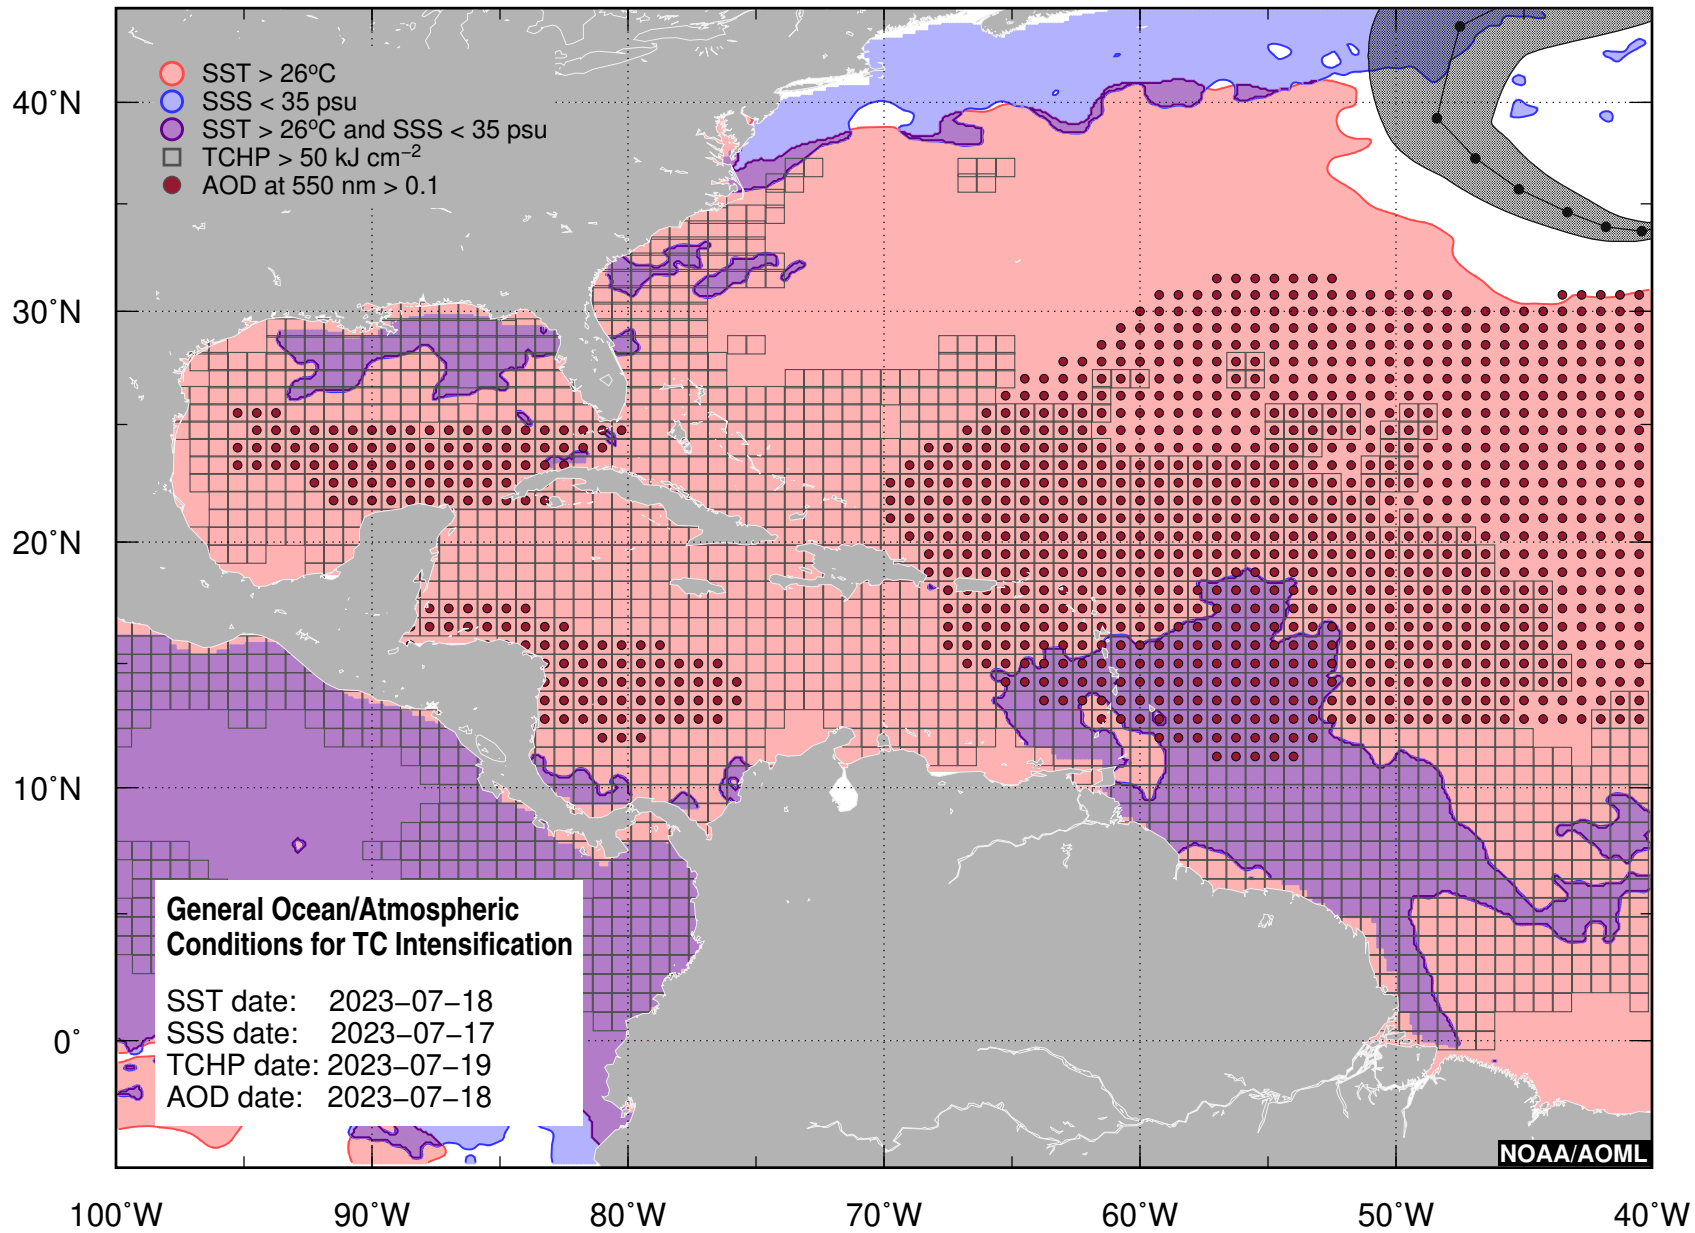 SST > 26°C
SSS < 35 psu
SST > 26°C and SSS < 35 psu
TCHP > 50 kJ cm⁻²
AOD at 550 nm > 0.1
40°N
30°N
20°N
10°N
0°
General Ocean/Atmospheric
Conditions for TC Intensification
SST date: 2023−07−18
SSS date: 2023−07−17
TCHP date: 2023−07−19
AOD date: 2023−07−18
NOAA/AOML
100°W 90°W 80°W 70°W 60°W 50°W 40°W